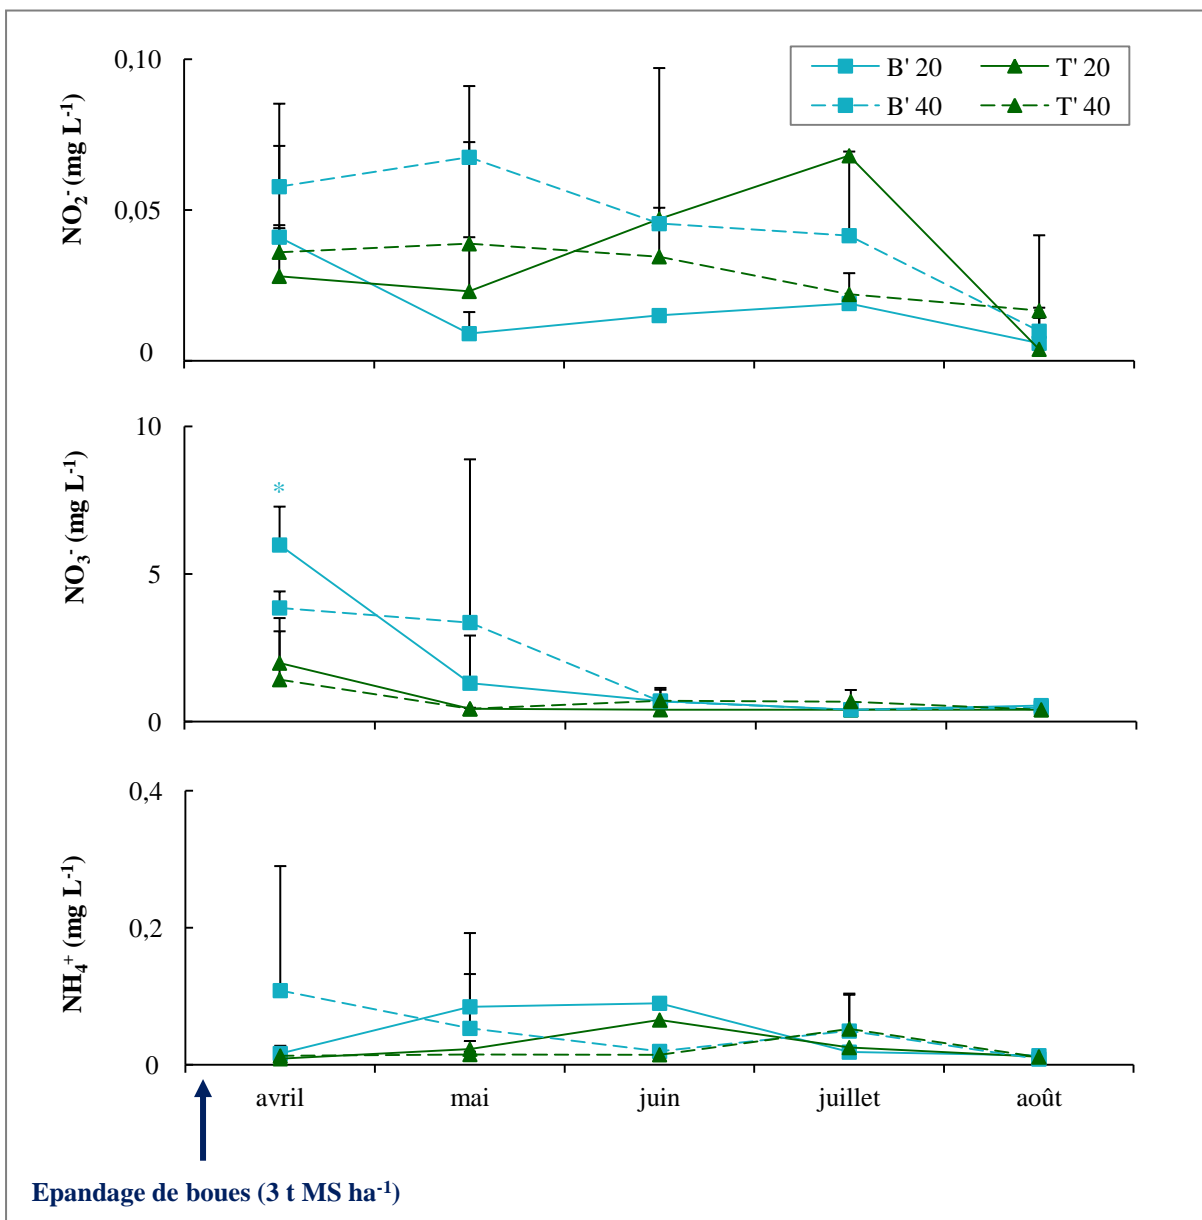 0,10
B' 20
T' 20
B' 40
T' 40
NO₂⁻ (mg L⁻¹)
0,05
0
10
*
NO₃⁻ (mg L⁻¹)
5
0
0,4
NH₄⁺ (mg L⁻¹)
0,2
0
avril
mai
juin
juillet
août
Epandage de boues (3 t MS ha⁻¹)